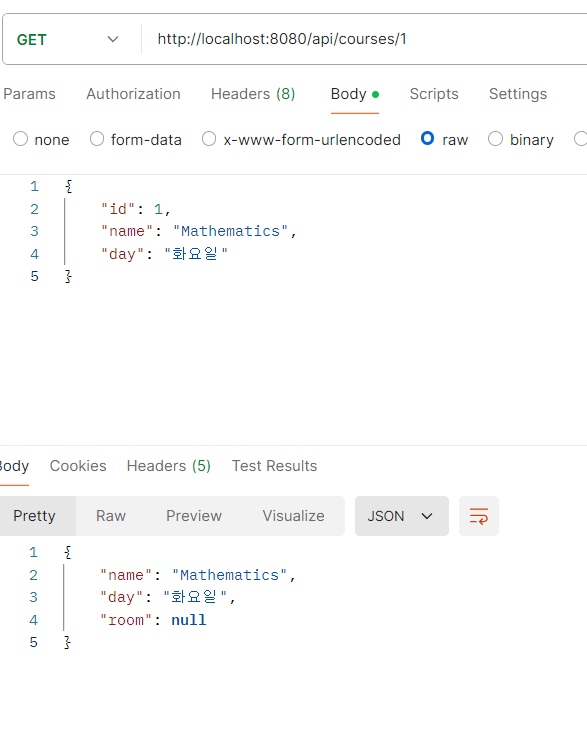 GET http://localhost:8080/api/courses/1
Params Authorization Headers (8) Body Scripts Settings
none form-data x-www-form-urlencoded raw binary
1 {
2 "id": 1,
3 "name": "Mathematics",
4 "day": "화요일"
5 }
Body Cookies Headers (5) Test Results
Pretty Raw Preview Visualize JSON
1 {
2 "name": "Mathematics",
3 "day": "화요일",
4 "room": null
5 }